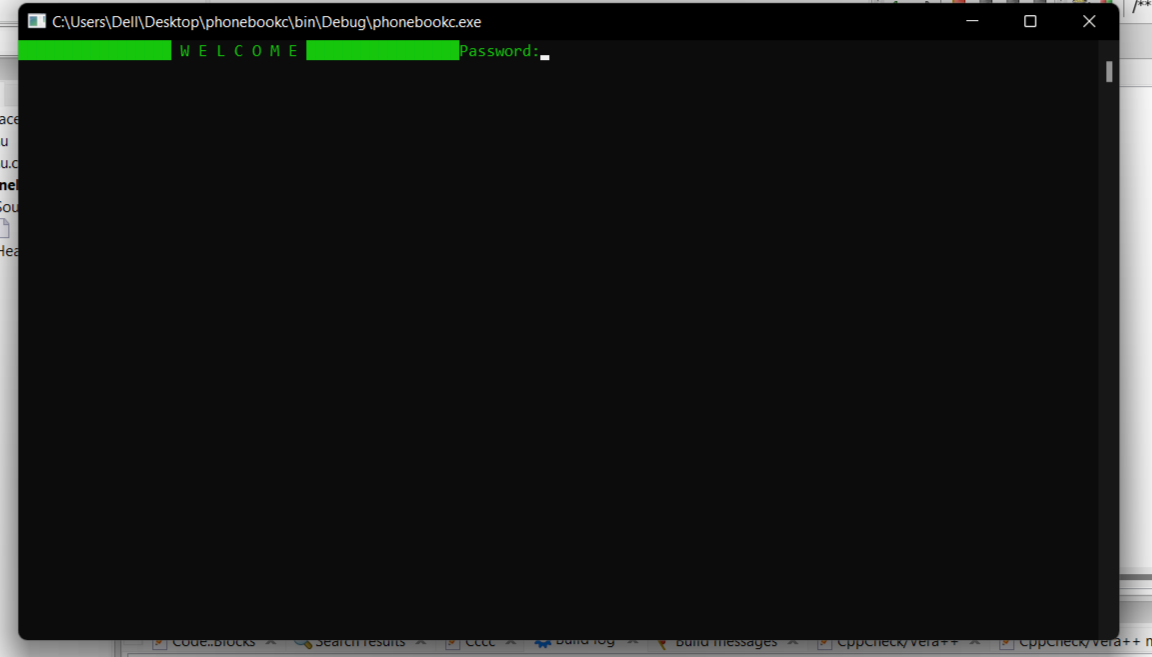 /**
C:\Users\Dell\Desktop\phonebookc\bin\Debug\phonebookc.exe
W E L C O M E Password:
ace
u
u.c
nel
Sou
Hea
Code::Blocks
Search results
Cccc
Build log
Build messages
CppCheck/Vera++
CppCheck/Vera++ m